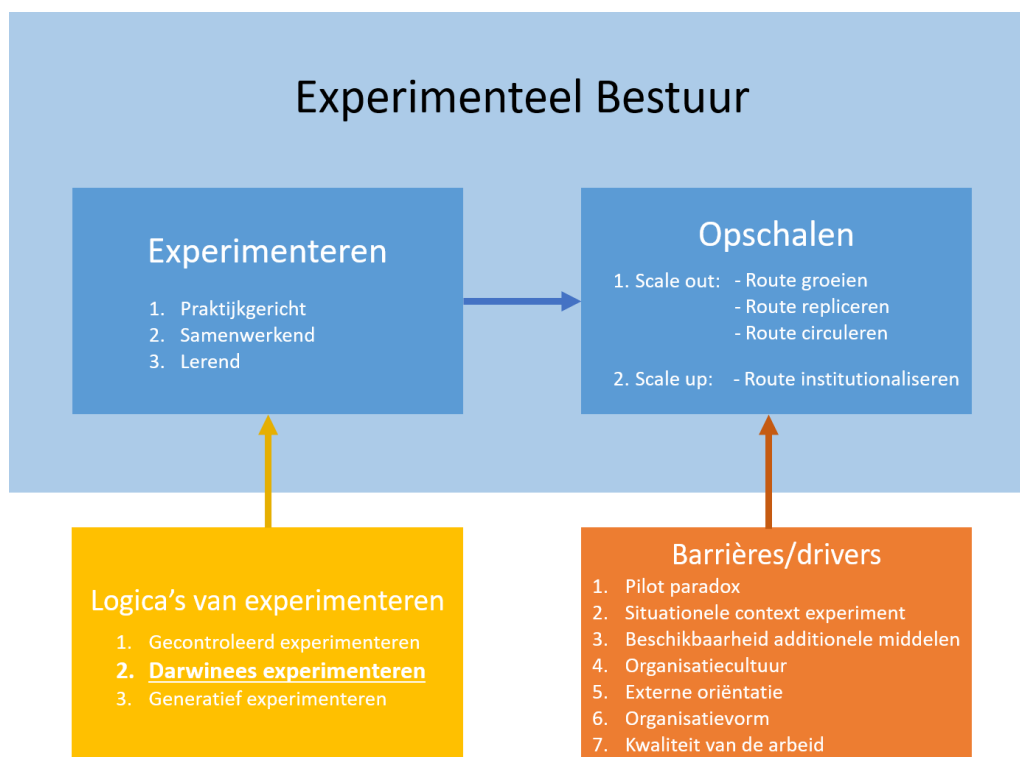 Experimenteel Bestuur
Experimenteren
1. Praktijkgericht
2. Samenwerkend
3. Lerend
Opschalen
1. Scale out: - Route groeien
- Route repliceren
- Route circuleren
2. Scale up: - Route institutionaliseren
Logica’s van experimenteren
1. Gecontroleerd experimenteren
2. Darwinees experimenteren
3. Generatief experimenteren
Barrières/drivers
1. Pilot paradox
2. Situationele context experiment
3. Beschikbaarheid additionele middelen
4. Organisatiecultuur
5. Externe oriëntatie
6. Organisatievorm
7. Kwaliteit van de arbeid